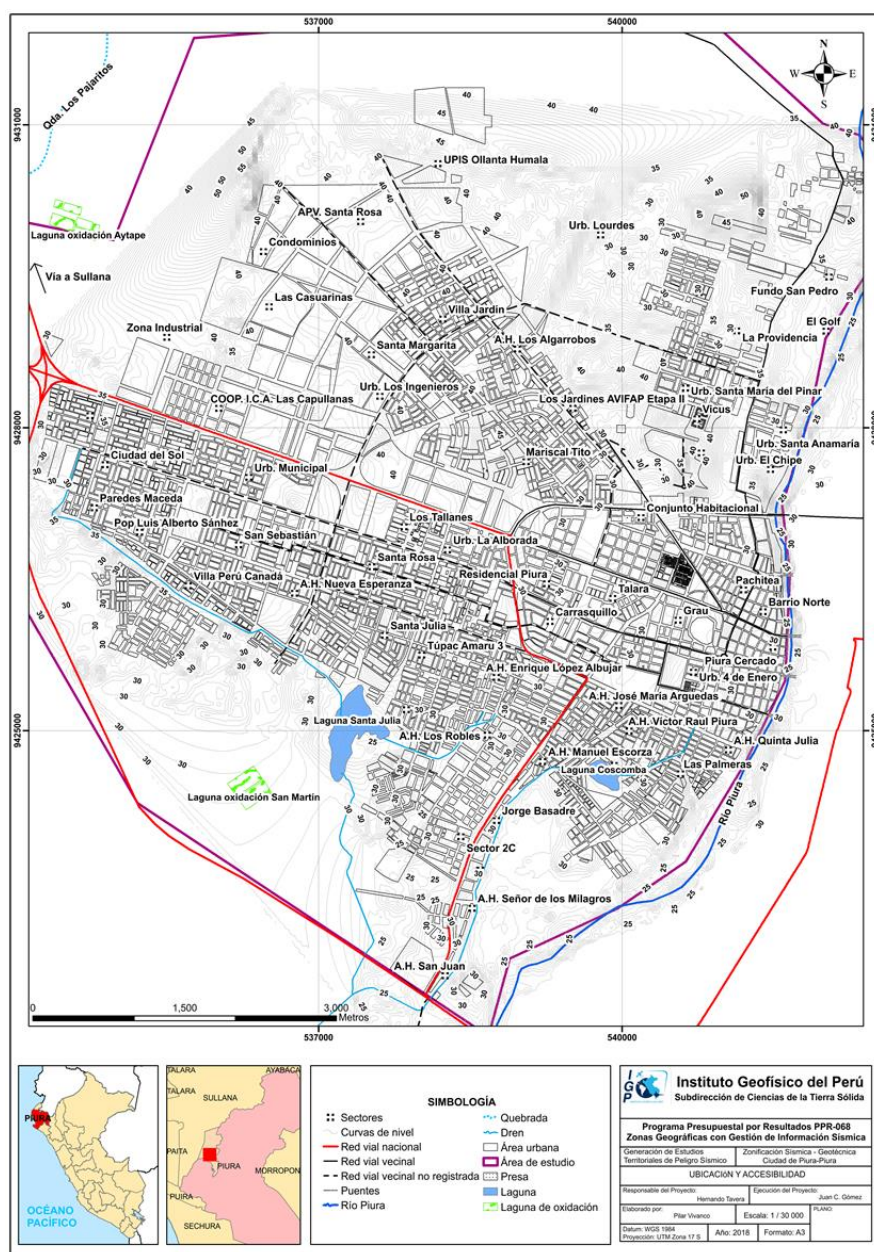 537000
540000
N
W E
S
Qda. Los Pajaritos
9431000
9431000
UPIS Ollanta Humala
APV. Santa Rosa
Urb. Lourdes
Laguna oxidación Aytape
Condominios
Vía a Sullana
Fundo San Pedro
Las Casuarinas
Villa Jardín
El Golf
Zona Industrial
La Providencia
A.H. Los Algarrobos
Santa Margarita
Urb. Los Ingenieros
Urb. Santa María del Pinar
COOP. I.C.A. Las Capullanas
Los Jardines AVIFAP Etapa II
Vicus
9428000
9428000
Urb. Santa Anamaría
Ciudad del Sol
Mariscal Tito
Urb. El Chipe
Urb. Municipal
Paredes Maceda
Conjunto Habitacional
Pop Luis Alberto Sánhez
Los Tallanes
San Sebastián
Urb. La Alborada
Santa Rosa
Villa Perú Canadá
A.H. Nueva Esperanza
Residencial Piura
Talara
Pachitea
Barrio Norte
Carrasquillo
Grau
Santa Julia
Túpac Amaru 3
Piura Cercado
A.H. Enrique López Albujar
Urb. 4 de Enero
A.H. José María Arguedas
Laguna Santa Julia
9425000
9425000
A.H. Victor Raul Piura
A.H. Los Robles
A.H. Quinta Julia
A.H. Manuel Escorza
Laguna Coscomba
Las Palmeras
Laguna oxidación San Martín
Río Piura
Jorge Basadre
Sector 2C
A.H. Señor de los Milagros
A.H. San Juan
0 1,500 3,000
Metros
537000
540000
PIURA
OCÉANO
PACÍFICO
TALARA
AYABACA
TALARA
SULLANA
PAITA
PIURA
MORROPON
PUIRA
SECHURA
SIMBOLOGÍA
Sectores
Curvas de nivel
Red vial nacional
Red vial vecinal
Red vial vecinal no registrada
Puentes
Río Piura
Quebrada
Dren
Área urbana
Área de estudio
Presa
Laguna
Laguna de oxidación
IGP
Instituto Geofísico del Perú
Subdirección de Ciencias de la Tierra Sólida
Programa Presupuestal por Resultados PPR-068
Zonas Geográficas con Gestión de Información Sísmica
Generación de Estudios
Territoriales de Peligro Sísmico
Zonificación Sísmica - Geotécnica
Ciudad de Piura-Piura
UBICACIóN Y ACCESIBILIDAD
Responsable del Proyecto:
Hernando Tavera
Ejecución del Proyecto:
Juan C. Gómez
Elaborado por:
Pilar Vivanco
Escala: 1 / 30 000
PLANO:
Datum: WGS 1984
Proyección: UTM Zona 17 S
Año: 2018
Formato: A3